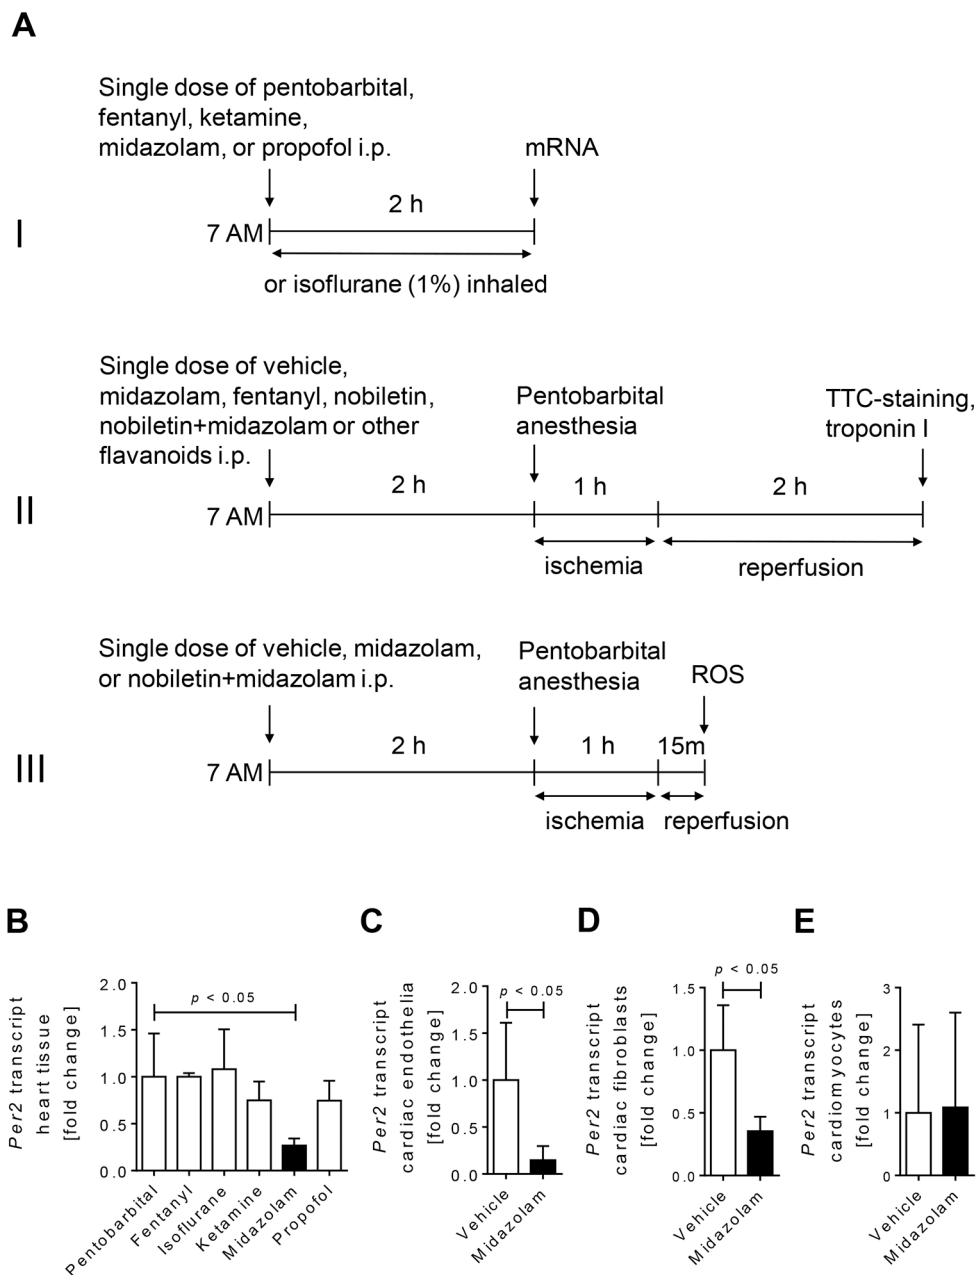 A
Single dose of pentobarbital,
fentanyl, ketamine,
midazolam, or propofol i.p.
mRNA
2 h
I
7 AM
or isoflurane (1%) inhaled
Single dose of vehicle,
midazolam, fentanyl, nobiletin,
nobiletin+midazolam or other
flavanoids i.p.
Pentobarbital
anesthesia
TTC-staining,
troponin I
2 h
1 h
2 h
II
7 AM
ischemia
reperfusion
Single dose of vehicle, midazolam,
or nobiletin+midazolam i.p.
Pentobarbital
anesthesia
ROS
2 h
1 h
15m
III
7 AM
ischemia
reperfusion
B
Per2 transcript
heart tissue
[fold change]
2.0
1.5
1.0
0.5
0.0
p < 0.05
Pentobarbital
Fentanyl
Isoflurane
Ketamine
Midazolam
Propofol
C
Per2 transcript
cardiac endothelia
[fold change]
2.0
1.5
1.0
0.5
0.0
p < 0.05
Vehicle
Midazolam
D
Per2 transcript
cardiac fibroblasts
[fold change]
1.5
1.0
0.5
0.0
p < 0.05
Vehicle
Midazolam
E
Per2 transcript
cardiomyocytes
[fold change]
3
2
1
0
Vehicle
Midazolam